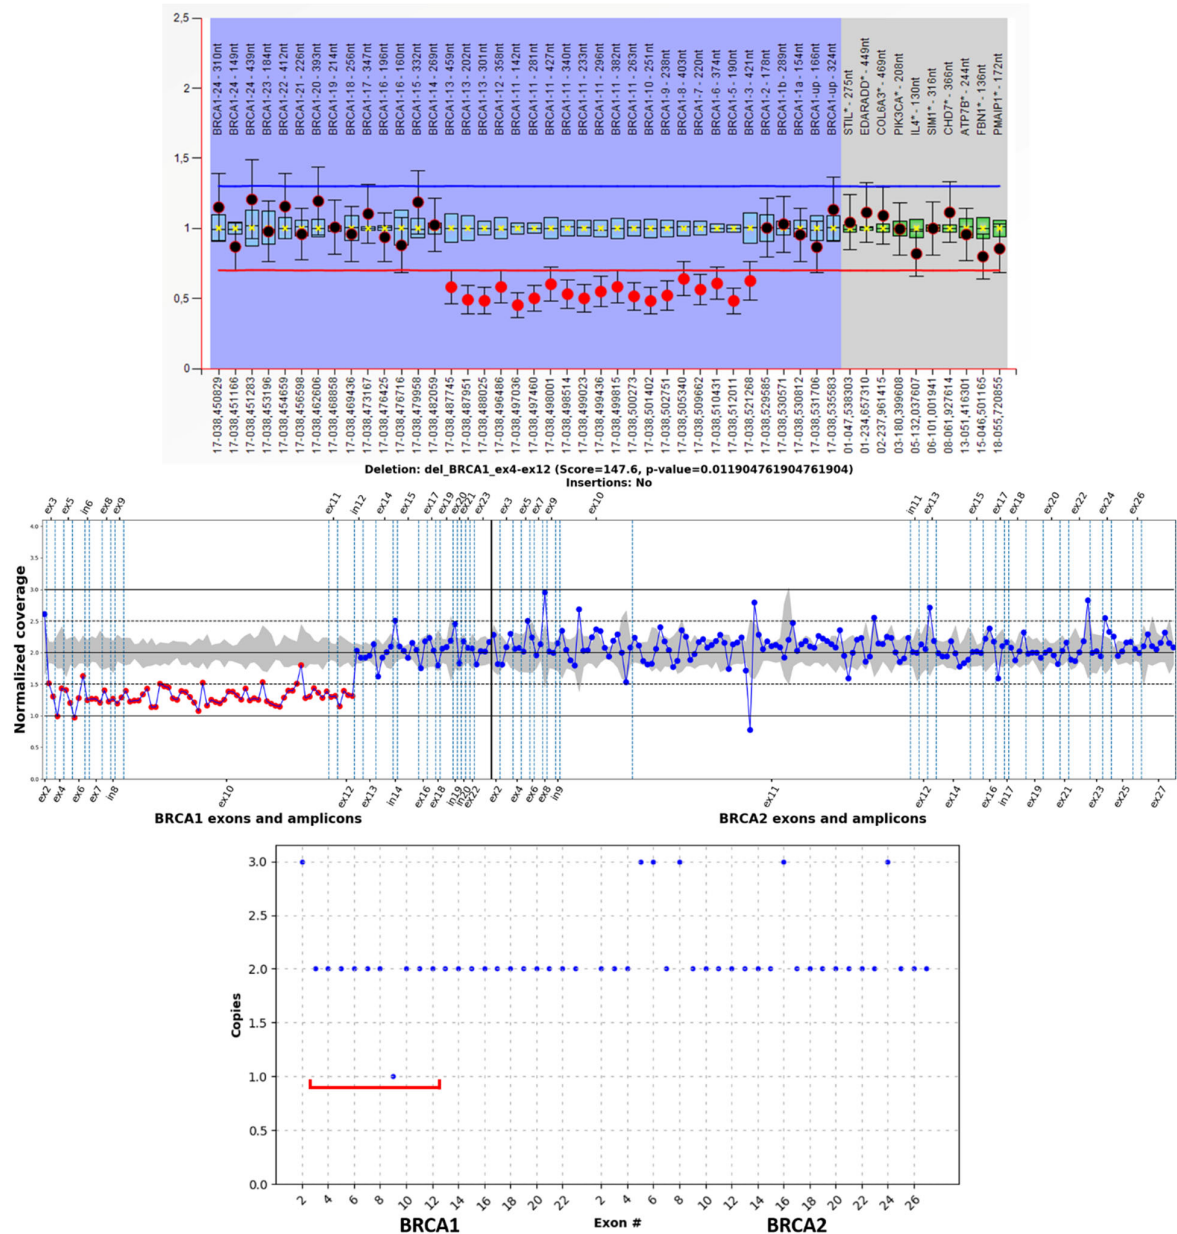 2,5
2
1,5
1
0,5
0
BRCA1-24 - 310nt
BRCA1-24 - 149nt
BRCA1-24 - 439nt
BRCA1-23 - 184nt
BRCA1-22 - 412nt
BRCA1-21 - 226nt
BRCA1-20 - 393nt
BRCA1-19 - 214nt
BRCA1-18 - 256nt
BRCA1-17 - 347nt
BRCA1-16 - 196nt
BRCA1-16 - 160nt
BRCA1-15 - 332nt
BRCA1-14 - 269nt
BRCA1-13 - 459nt
BRCA1-13 - 202nt
BRCA1-13 - 301nt
BRCA1-12 - 358nt
BRCA1-11 - 142nt
BRCA1-11 - 281nt
BRCA1-11 - 427nt
BRCA1-11 - 340nt
BRCA1-11 - 233nt
BRCA1-11 - 296nt
BRCA1-11 - 382nt
BRCA1-11 - 263nt
BRCA1-10 - 251nt
BRCA1-9 - 238nt
BRCA1-8 - 403nt
BRCA1-7 - 220nt
BRCA1-6 - 374nt
BRCA1-5 - 190nt
BRCA1-3 - 421nt
BRCA1-2 - 178nt
BRCA1-1b - 289nt
BRCA1-1a - 154nt
BRCA1-up - 166nt
BRCA1-up - 324nt
STIL* - 275nt
EDARADD* - 449nt
COL6A3* - 469nt
PIK3CA* - 208nt
IL4* - 130nt
SIM1* - 316nt
CHD7* - 366nt
ATP7B* - 244nt
FBN1* - 136nt
PMAIP1* - 172nt
17-038,450829
17-038,451166
17-038,451283
17-038,453196
17-038,454659
17-038,456598
17-038,462606
17-038,468858
17-038,469436
17-038,473167
17-038,476425
17-038,476716
17-038,479958
17-038,482059
17-038,487745
17-038,487951
17-038,488025
17-038,496486
17-038,497036
17-038,497460
17-038,498001
17-038,498514
17-038,499023
17-038,499436
17-038,499815
17-038,500273
17-038,501402
17-038,502751
17-038,505340
17-038,509662
17-038,510431
17-038,512011
17-038,521268
17-038,529585
17-038,530571
17-038,530812
17-038,531706
17-038,535583
01-047,538303
01-234,657310
02-237,961415
03-180,399608
05-132,037607
06-101,001941
08-061,927614
13-051,416301
15-046,501165
18-055,720855
Deletion: del_BRCA1_ex4-ex12 (Score=147.6, p-value=0.011904761904761904)
Insertions: No
ex3 ex5 in6 ex8 ex9 ex11 in12 ex14 ex15 ex17 ex19 ex20 ex21 ex23 ex3 ex5 ex7 ex9 ex10 in11 ex13 ex15 ex17 ex18 ex20 ex22 ex24 ex26
Normalized coverage
4.0
3.5
3.0
2.5
2.0
1.5
1.0
0.5
0.0
ex2 ex4 ex6 ex7 in8 ex10 ex12 ex13 in14 ex16 ex18 in19 in20 ex22 ex2 ex4 ex6 ex8 in9 ex11 ex12 ex14 ex16 in17 ex19 ex21 ex23 ex25 ex27
BRCA1 exons and amplicons BRCA2 exons and amplicons
Copies
3.0
2.5
2.0
1.5
1.0
0.5
0.0
2 4 6 8 10 12 14 16 18 20 22 2 4 6 8 10 12 14 16 18 20 22 24 26
BRCA1 Exon # BRCA2